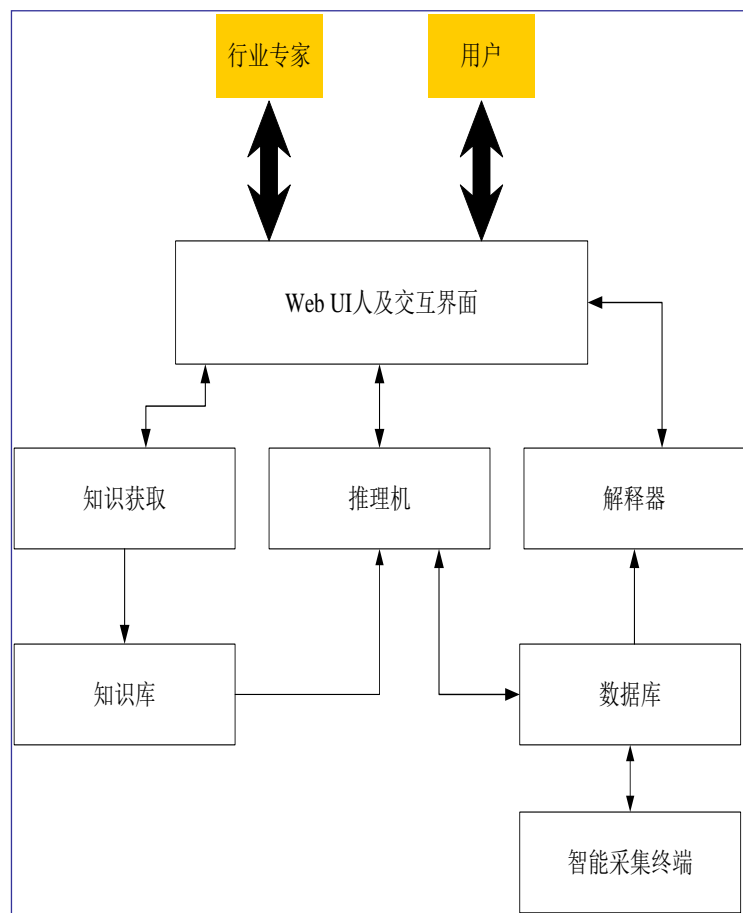 行业专家
用户
Web UI人及交互界面
知识获取
推理机
解释器
知识库
数据库
智能采集终端